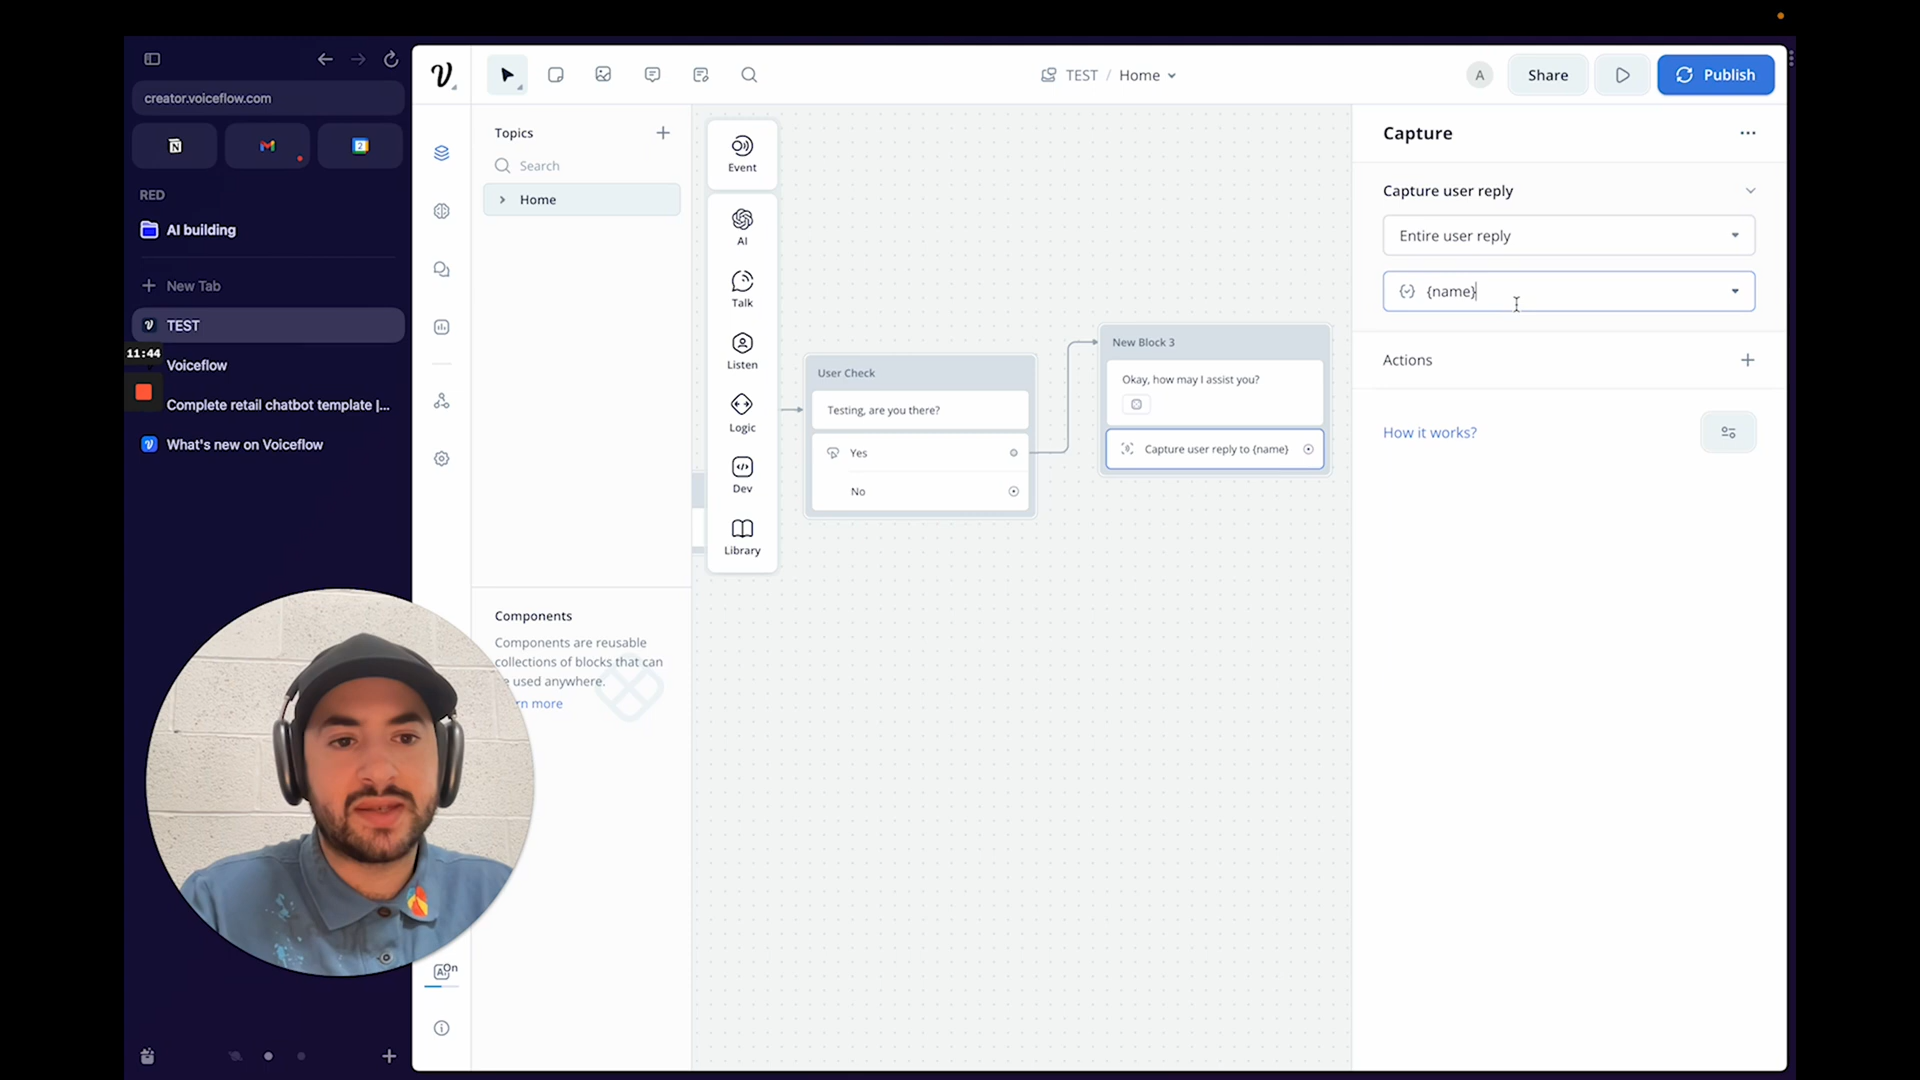 creator.voiceflow.com
RED
AI building
New Tab
TEST
11:44
Voiceflow
Complete retail chatbot template |...
What's new on Voiceflow
TEST / Home
A
Share
Publish
Topics
Search
Home
Components
Components are reusable
collections of blocks that can
e used anywhere.
rn more
On
Event
AI
Talk
Listen
Logic
Dev
Library
User Check
Testing, are you there?
Yes
No
New Block 3
Okay, how may I assist you?
Capture user reply to {name}
Capture
Capture user reply
Entire user reply
{name}
Actions
How it works?